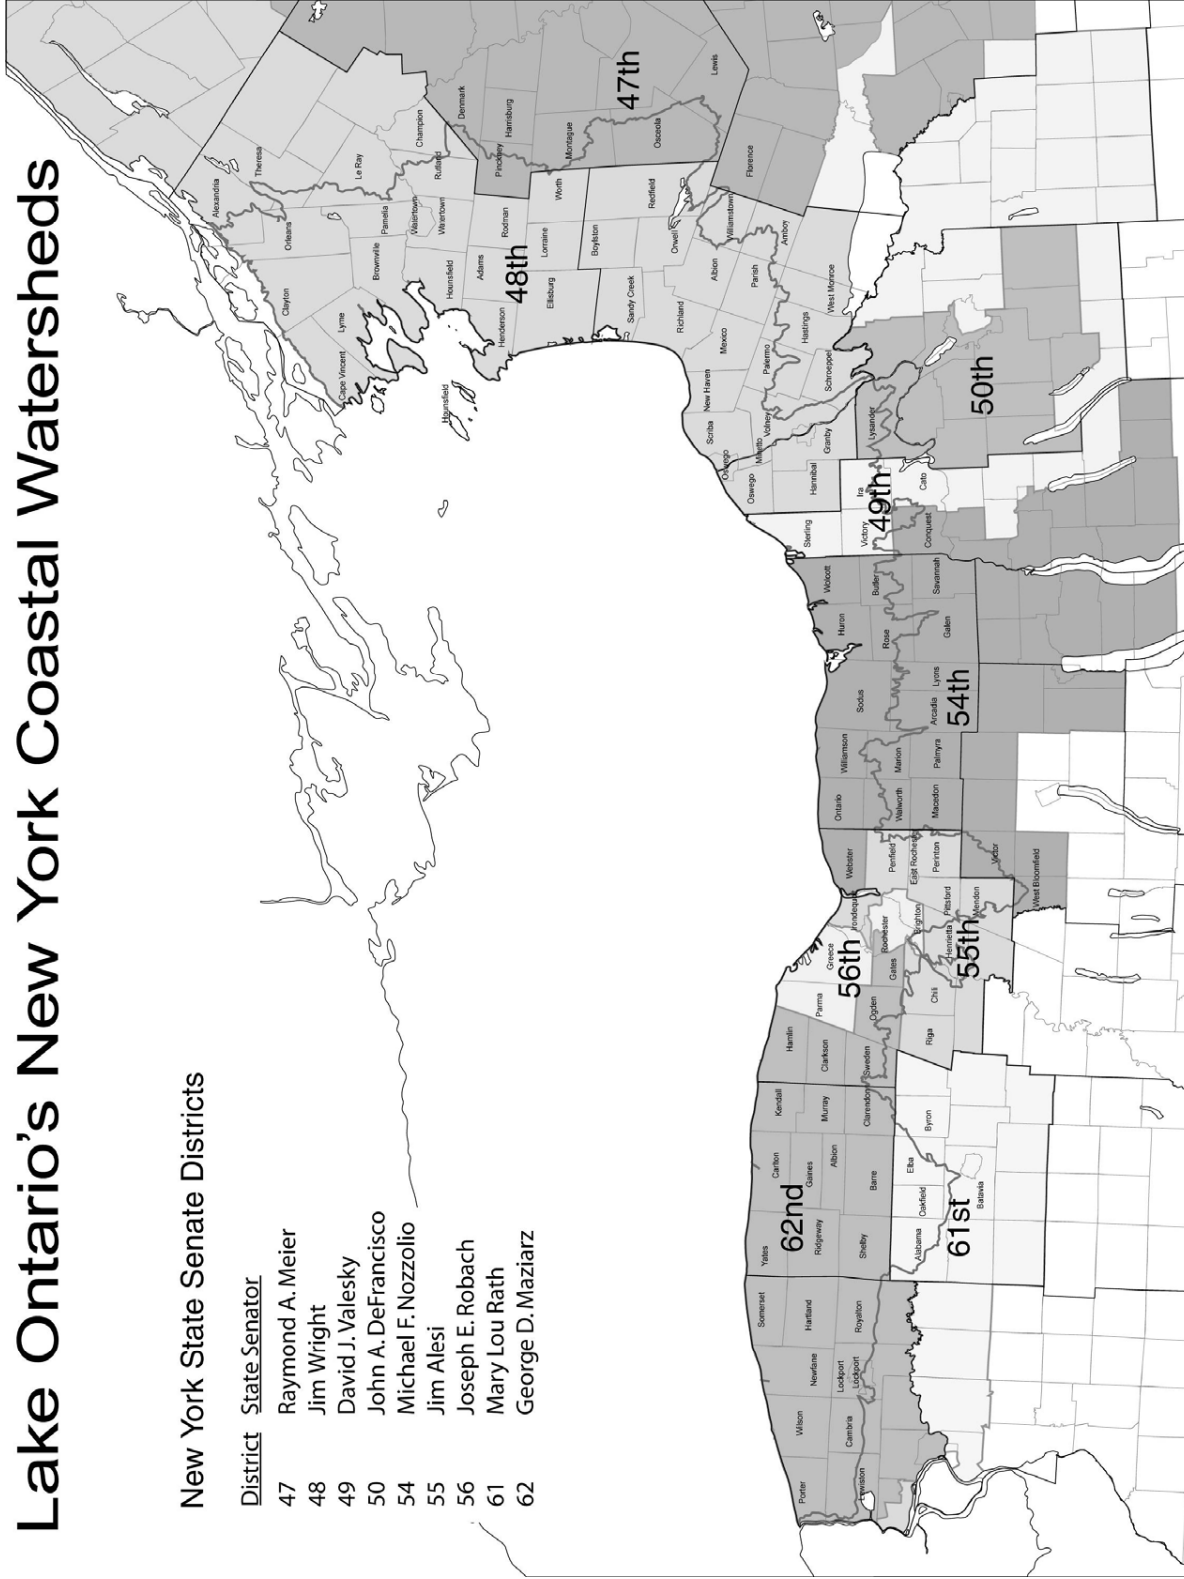 Lake Ontario's New York Coastal Watersheds
New York State Senate Districts
District State Senator
47 Raymond A. Meier
48 Jim Wright
49 David J. Valesky
50 John A. DeFrancisco
54 Michael F. Nozzolio
55 Jim Alesi
56 Joseph E. Robach
61 Mary Lou Rath
62 George D. Maziarz
47th
48th
49th
50th
54th
55th
56th
61st
62nd
Alexandria
Theresa
Orleans
Clayton
Le Ray
Pamelia
Brownville
Lyme
Cape Vincent
Champion
Rutland
Watertown
Watertown
Hounsfield
Hounsfield
Denmark
Harrisburg
Pinckney
Rodman
Adams
Henderson
Montague
Worth
Lorraine
Ellisburg
Lewis
Osceola
Redfield
Boylston
Sandy Creek
Orwell
Richland
Florence
Williamstown
Albion
Mexico
New Haven
Amboy
Parish
Palermo
Volney
Scriba
Oswego
Oswego
Minetto
West Monroe
Hastings
Schroeppel
Granby
Hannibal
Lysander
Ira
Cato
Sterling
Victory
Conquest
Wolcott
Butler
Savannah
Huron
Rose
Galen
Sodus
Lyons
Arcadia
Williamson
Marion
Palmyra
Ontario
Walworth
Macedon
Webster
Penfield
East Rochest
Perinton
Victor
West Bloomfield
Irondequoit
Rochester
Brighton
Pittsford
Mendon
Henrietta
Greece
Gates
Chili
Parma
Ogden
Riga
Hamlin
Clarkson
Sweden
Kendall
Murray
Clarendon
Byron
Carlton
Gaines
Albion
Barre
Elba
Oakfield
Batavia
Yates
Ridgeway
Shelby
Alabama
Somerset
Hartland
Royalton
Newfane
Lockport
Lockport
Wilson
Cambria
Porter
Lewiston